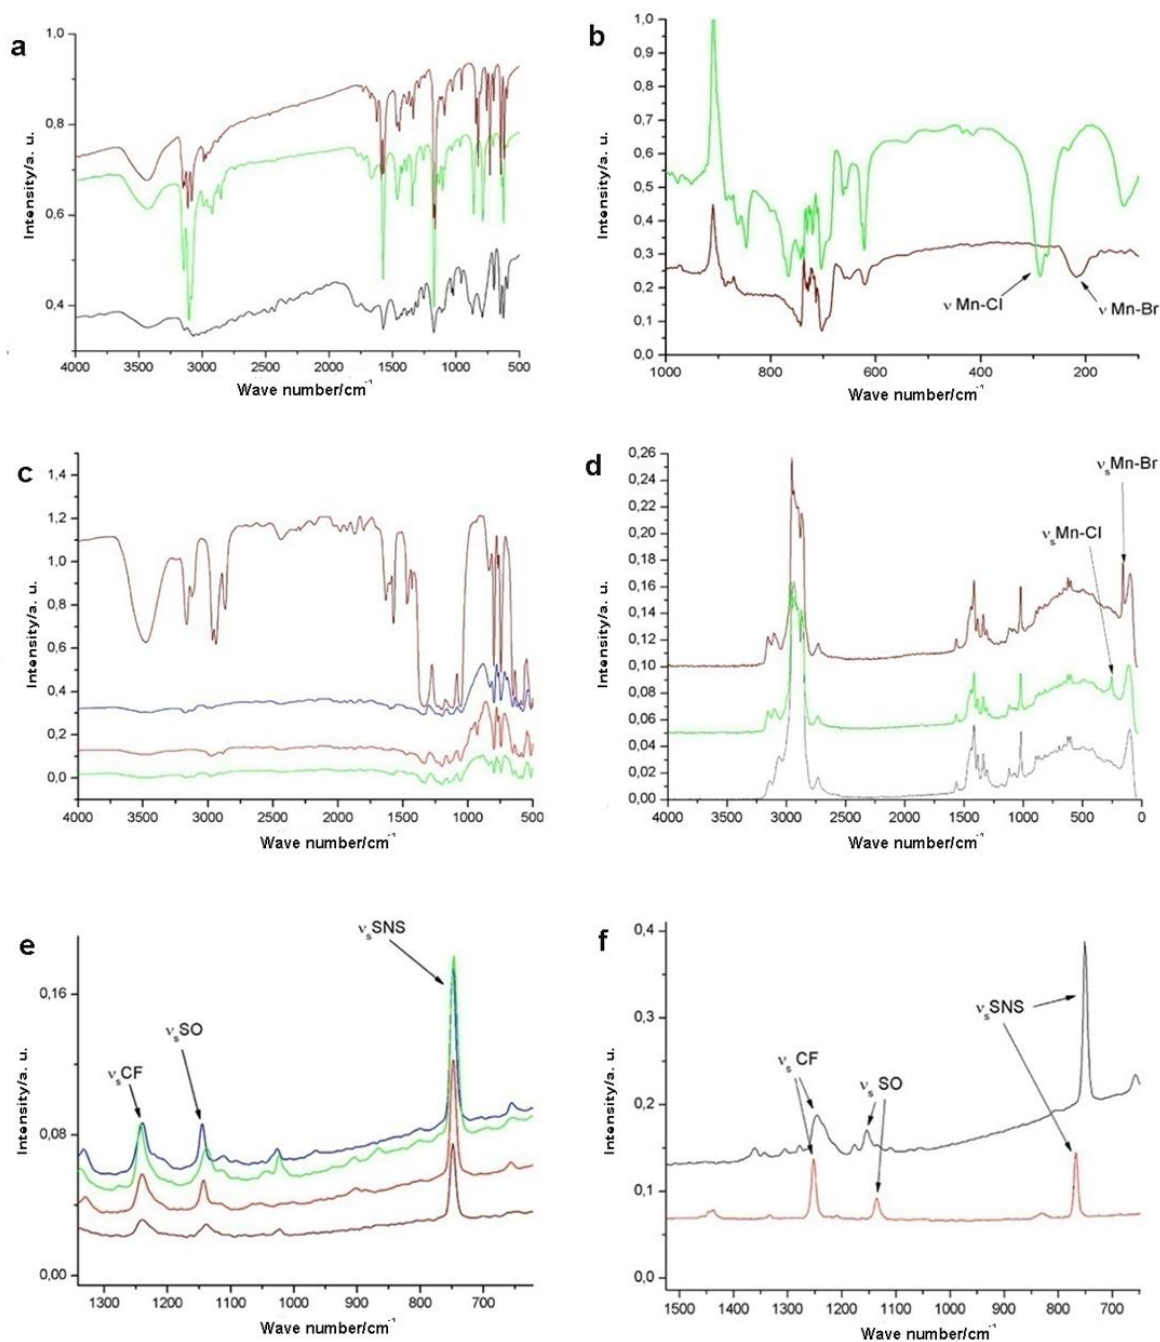 a
1,0
0,8
0,6
0,4
Intensity/a. u.
4000 3500 3000 2500 2000 1500 1000 500
Wave number/cm⁻¹
b
1,0
0,9
0,8
0,7
0,6
0,5
0,4
0,3
0,2
0,1
0,0
Intensity/a. u.
ν Mn-Cl
ν Mn-Br
1000 800 600 400 200
Wave number/cm⁻¹
c
1,4
1,2
1,0
0,8
0,6
0,4
0,2
0,0
Intensity/a. u.
4000 3500 3000 2500 2000 1500 1000 500
Wave number/cm⁻¹
d
0,26
0,24
0,22
0,20
0,18
0,16
0,14
0,12
0,10
0,08
0,06
0,04
0,02
0,00
Intensity/a. u.
νₛMn-Br
νₛMn-Cl
4000 3500 3000 2500 2000 1500 1000 500 0
Wave number/cm⁻¹
e
0,16
0,08
0,00
Intensity/a. u.
νₛSNS
νₛSO
νₛCF
1300 1200 1100 1000 900 800 700
Wave number/cm⁻¹
f
0,4
0,3
0,2
0,1
0,0
Intensity/a. u.
νₛSNS
νₛ CF
νₛ SO
1500 1400 1300 1200 1100 1000 900 800 700
Wave number/cm⁻¹